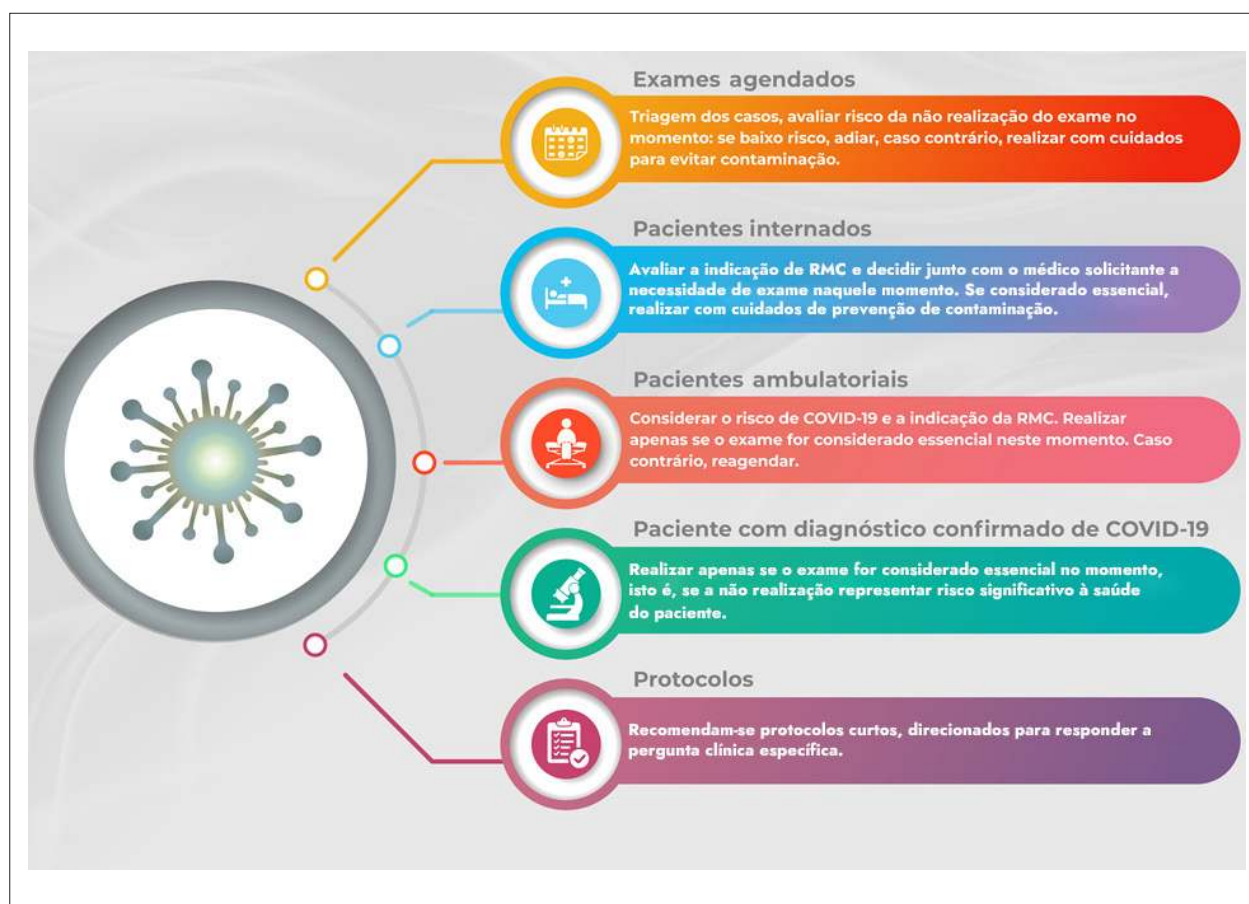 Exames agendados
Triagem dos casos, avaliar risco da não realização do exame no
momento: se baixo risco, adiar, caso contrário, realizar com cuidados
para evitar contaminação.
Pacientes internados
Avaliar a indicação de RMC e decidir junto com o médico solicitante a
necessidade de exame naquele momento. Se considerado essencial,
realizar com cuidados de prevenção de contaminação.
Pacientes ambulatoriais
Considerar o risco de COVID-19 e a indicação da RMC. Realizar
apenas se o exame for considerado essencial neste momento. Caso
contrário, reagendar.
Paciente com diagnóstico confirmado de COVID-19
Realizar apenas se o exame for considerado essencial no momento,
isto é, se a não realização representar risco significativo à saúde
do paciente.
Protocolos
Recomendam-se protocolos curtos, direcionados para responder a
pergunta clínica específica.